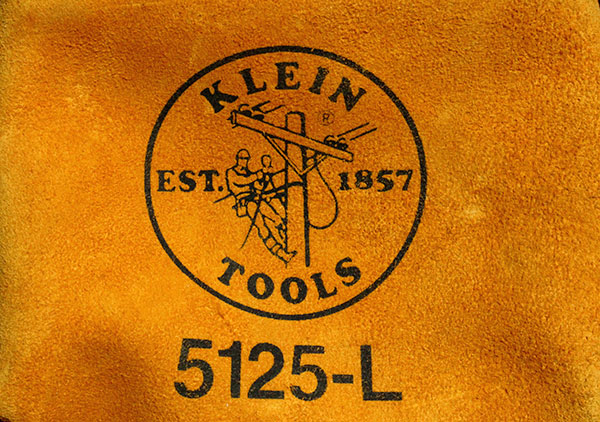 KLEIN
®
EST. 1857
TOOLS
5125-L